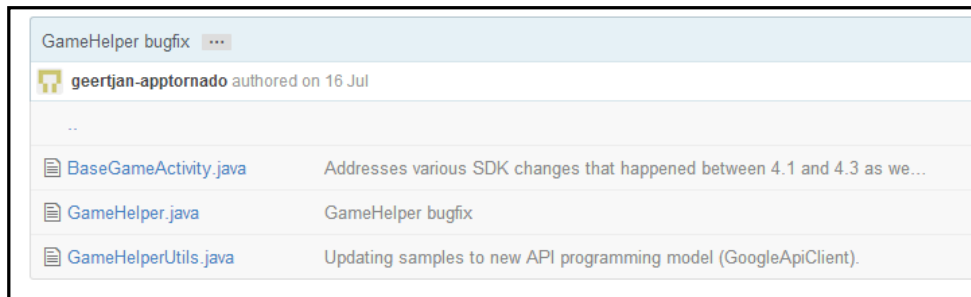 GameHelper bugfix ...
geertjan-apptornado authored on 16 Jul
..
BaseGameActivity.java Addresses various SDK changes that happened between 4.1 and 4.3 as we...
GameHelper.java GameHelper bugfix
GameHelperUtils.java Updating samples to new API programming model (GoogleApiClient).